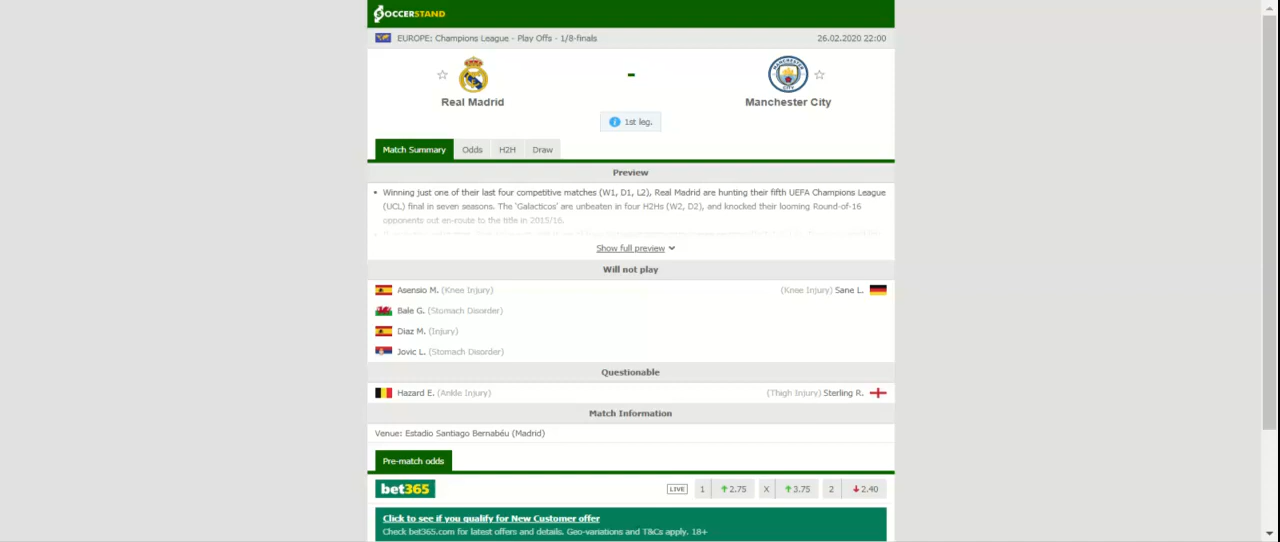 SOCCERSTAND
EUROPE: Champions League - Play Offs - 1/8-finals 26.02.2020 22:00
-
Real Madrid Manchester City
1st leg.
Match Summary Odds H2H Draw
Preview
Winning just one of their last four competitive matches (W1, D1, L2), Real Madrid are hunting their fifth UEFA Champions League
(UCL) final in seven seasons. The 'Galacticos' are unbeaten in four H2Hs (W2, D2), and knocked their looming Round-of-16
opponents out en-route to the title in 2015/16.
Show full preview
Will not play
Asensio M. (Knee Injury) (Knee Injury) Sane L.
Bale G. (Stomach Disorder)
Diaz M. (Injury)
Jovic L. (Stomach Disorder)
Questionable
Hazard E. (Ankle Injury) (Thigh Injury) Sterling R.
Match Information
Venue: Estadio Santiago Bernabéu (Madrid)
Pre-match odds
bet365 LIVE 1 2.75 X 3.75 2 2.40
Click to see if you qualify for New Customer offer
Check bet365.com for latest offers and details. Geo-variations and T&Cs apply. 18+